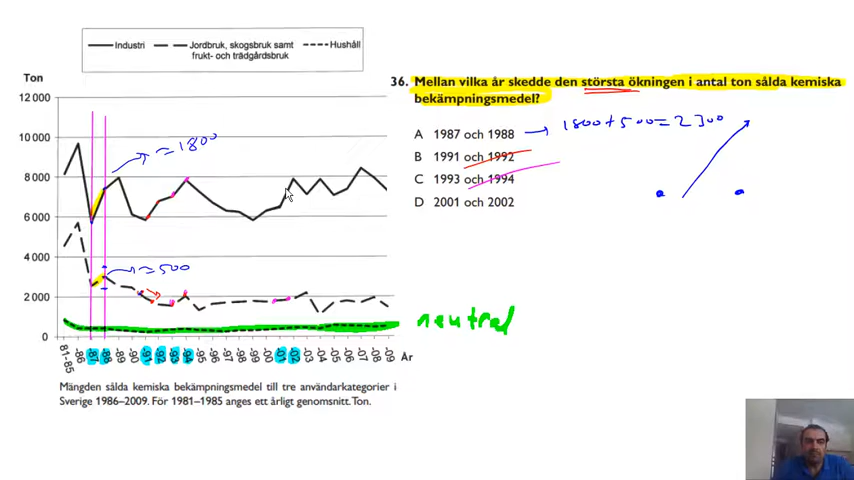 Industri
Jordbruk, skogsbruk samt
frukt- och trädgårdsbruk
Hushåll
Ton
12 000
10 000
8 000
6 000
4 000
2 000
0
≈1800
≈500
neutral
81-85
-86
-87
-88
-89
-90
-91
-92
-93
-94
-95
-96
-97
-98
-99
-00
-01
-02
-03
-04
-05
-06
-07
-08
-09
År
Mängden sålda kemiska bekämpningsmedel till tre användarkategorier i
Sverige 1986–2009. För 1981–1985 anges ett årligt genomsnitt. Ton.
36. Mellan vilka år skedde den största ökningen i antal ton sålda kemiska
bekämpningsmedel?
A 1987 och 1988 → 1800+500=2300
B 1991 och 1992
C 1993 och 1994
D 2001 och 2002